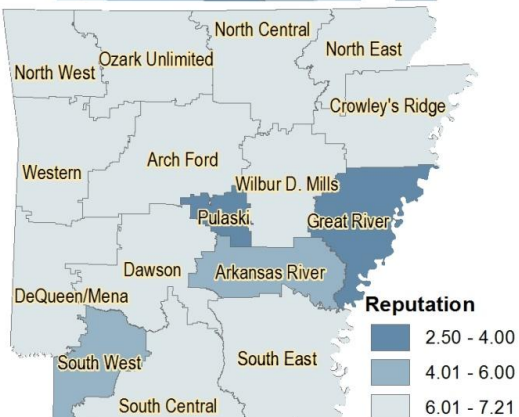 North Central
North East
Ozark Unlimited
North West
Crowley's Ridge
Arch Ford
Western
Wilbur D. Mills
Pulaski
Great River
Dawson
Arkansas River
DeQueen/Mena
Reputation
2.50 - 4.00
South West
South East
4.01 - 6.00
South Central
6.01 - 7.21